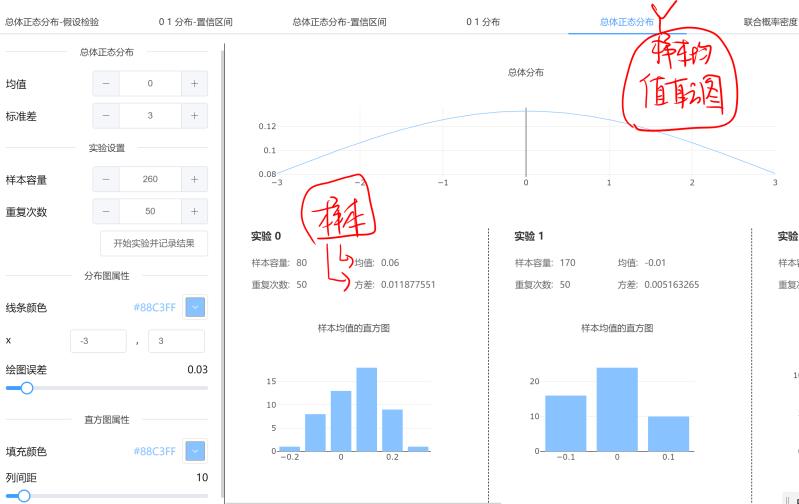 总体正态分布-假设检验 0 1 分布-置信区间 总体正态分布-置信区间 0 1 分布 总体正态分布 联合概率密度
样本均
值直方图
总体正态分布
均值 − 0 +
标准差 − 3 +
实验设置
样本容量 − 260 +
重复次数 − 50 +
开始实验并记录结果
分布图属性
线条颜色 #88C3FF
x -3 , 3
绘图误差 0.03
直方图属性
填充颜色 #88C3FF
列间距 10
总体分布
0.12
0.1
0.08
−3 −2 −1 0 1 2 3
样本
实验 0
样本容量: 80 均值: 0.06
重复次数: 50 方差: 0.011877551
样本均值的直方图
15
10
5
0
−0.2 0 0.2
实验 1
样本容量: 170 均值: -0.01
重复次数: 50 方差: 0.005163265
样本均值的直方图
20
10
0
−0.1 0 0.1
实验
样本容
重复次